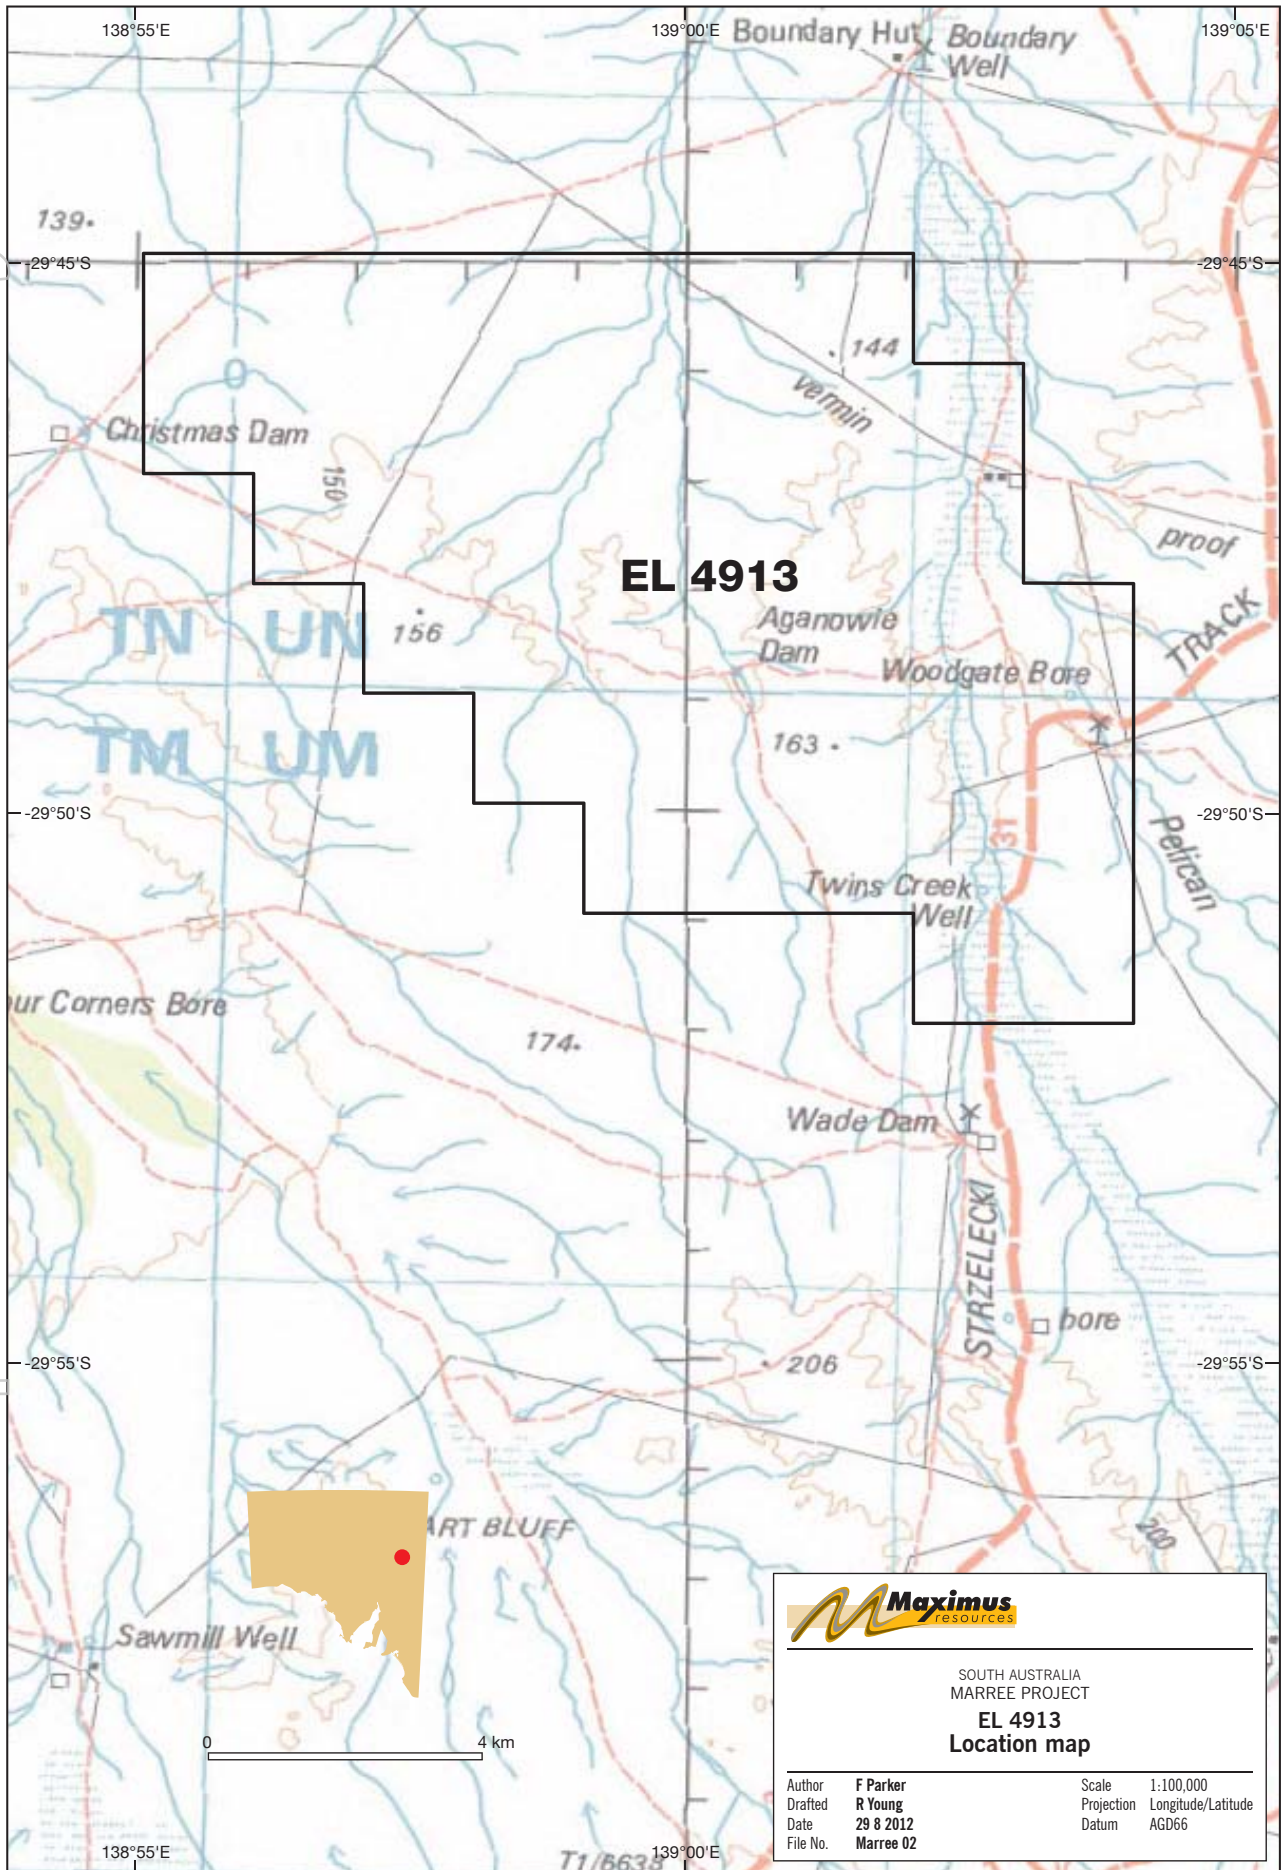 138°55'E
139°00'E
139°05'E
Boundary Hut
Boundary
Well
139
-29°45'S
-29°45'S
144
vermin
0
Christmas Dam
150
proof
EL 4913
TRACK
156
Aganowie
Dam
Woodgate Bore
TN UN
TM UM
163
-29°50'S
-29°50'S
31
Pelican
Twins Creek
Well
ur Corners Bore
174
Wade Dam
STRZELECKI
bore
-29°55'S
-29°55'S
206
200
ART BLUFF
Sawmill Well
0
4 km
Maximus
resources
SOUTH AUSTRALIA
MARREE PROJECT
EL 4913
Location map
Author F Parker
Drafted R Young
Date 29 8 2012
File No. Marree 02
Scale 1:100,000
Projection Longitude/Latitude
Datum AGD66
138°55'E
139°00'E